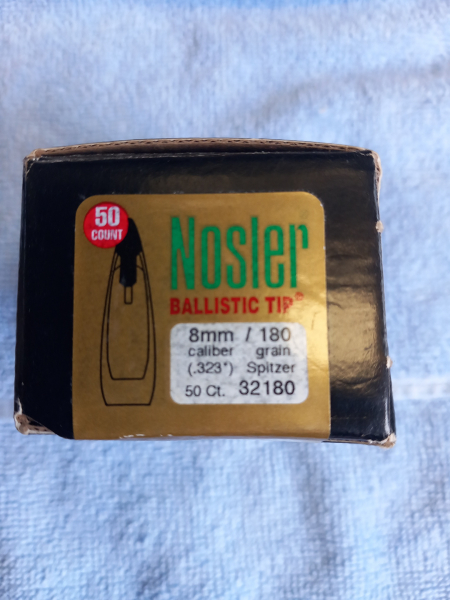 50
COUNT
Nosler
BALLISTIC TIP®
8mm / 180
caliber grain
(.323") Spitzer
50 Ct. 32180